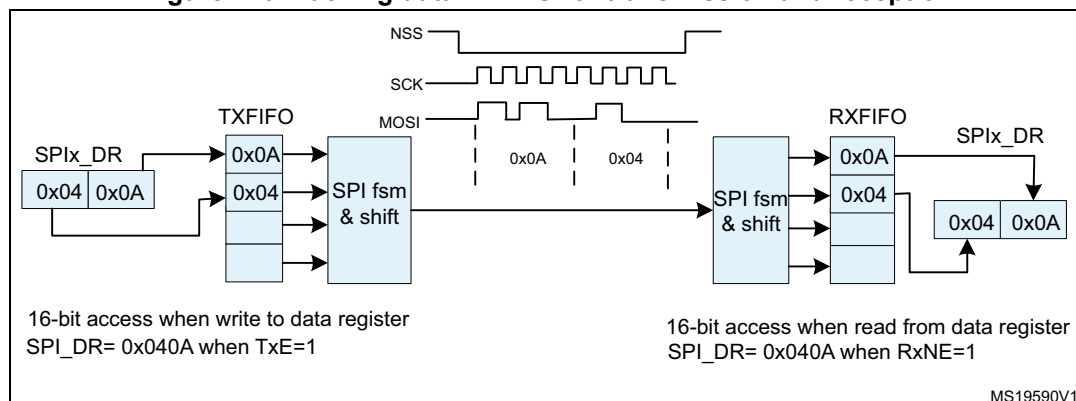 NSS
SCK
MOSI
TXFIFO
RXFIFO
SPIx_DR
SPIx_DR
0x04 0x0A
0x0A
0x04
SPI fsm
& shift
0x0A 0x04
SPI fsm
& shift
0x0A
0x04
0x04 0x0A
16-bit access when write to data register
SPI_DR= 0x040A when TxE=1
16-bit access when read from data register
SPI_DR= 0x040A when RxNE=1
MS19590V1